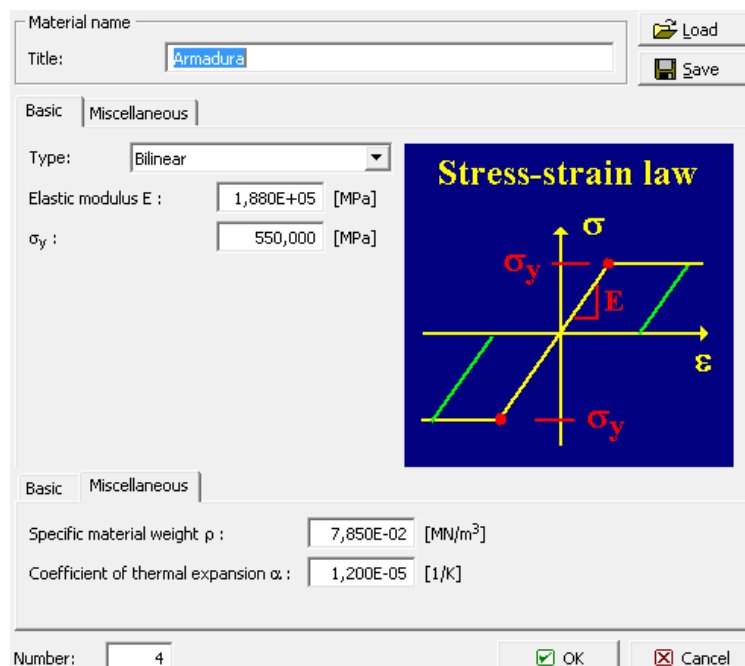 Material name
Load
Title: Armadura
Save
Basic Miscellaneous
Type: Bilinear
Stress-strain law
Elastic modulus E : 1,880E+05 [MPa]
σy : 550,000 [MPa]
σ
σy
E
ε
σy
Basic Miscellaneous
Specific material weight ρ : 7,850E-02 [MN/m³]
Coefficient of thermal expansion α : 1,200E-05 [1/K]
Number: 4 OK Cancel